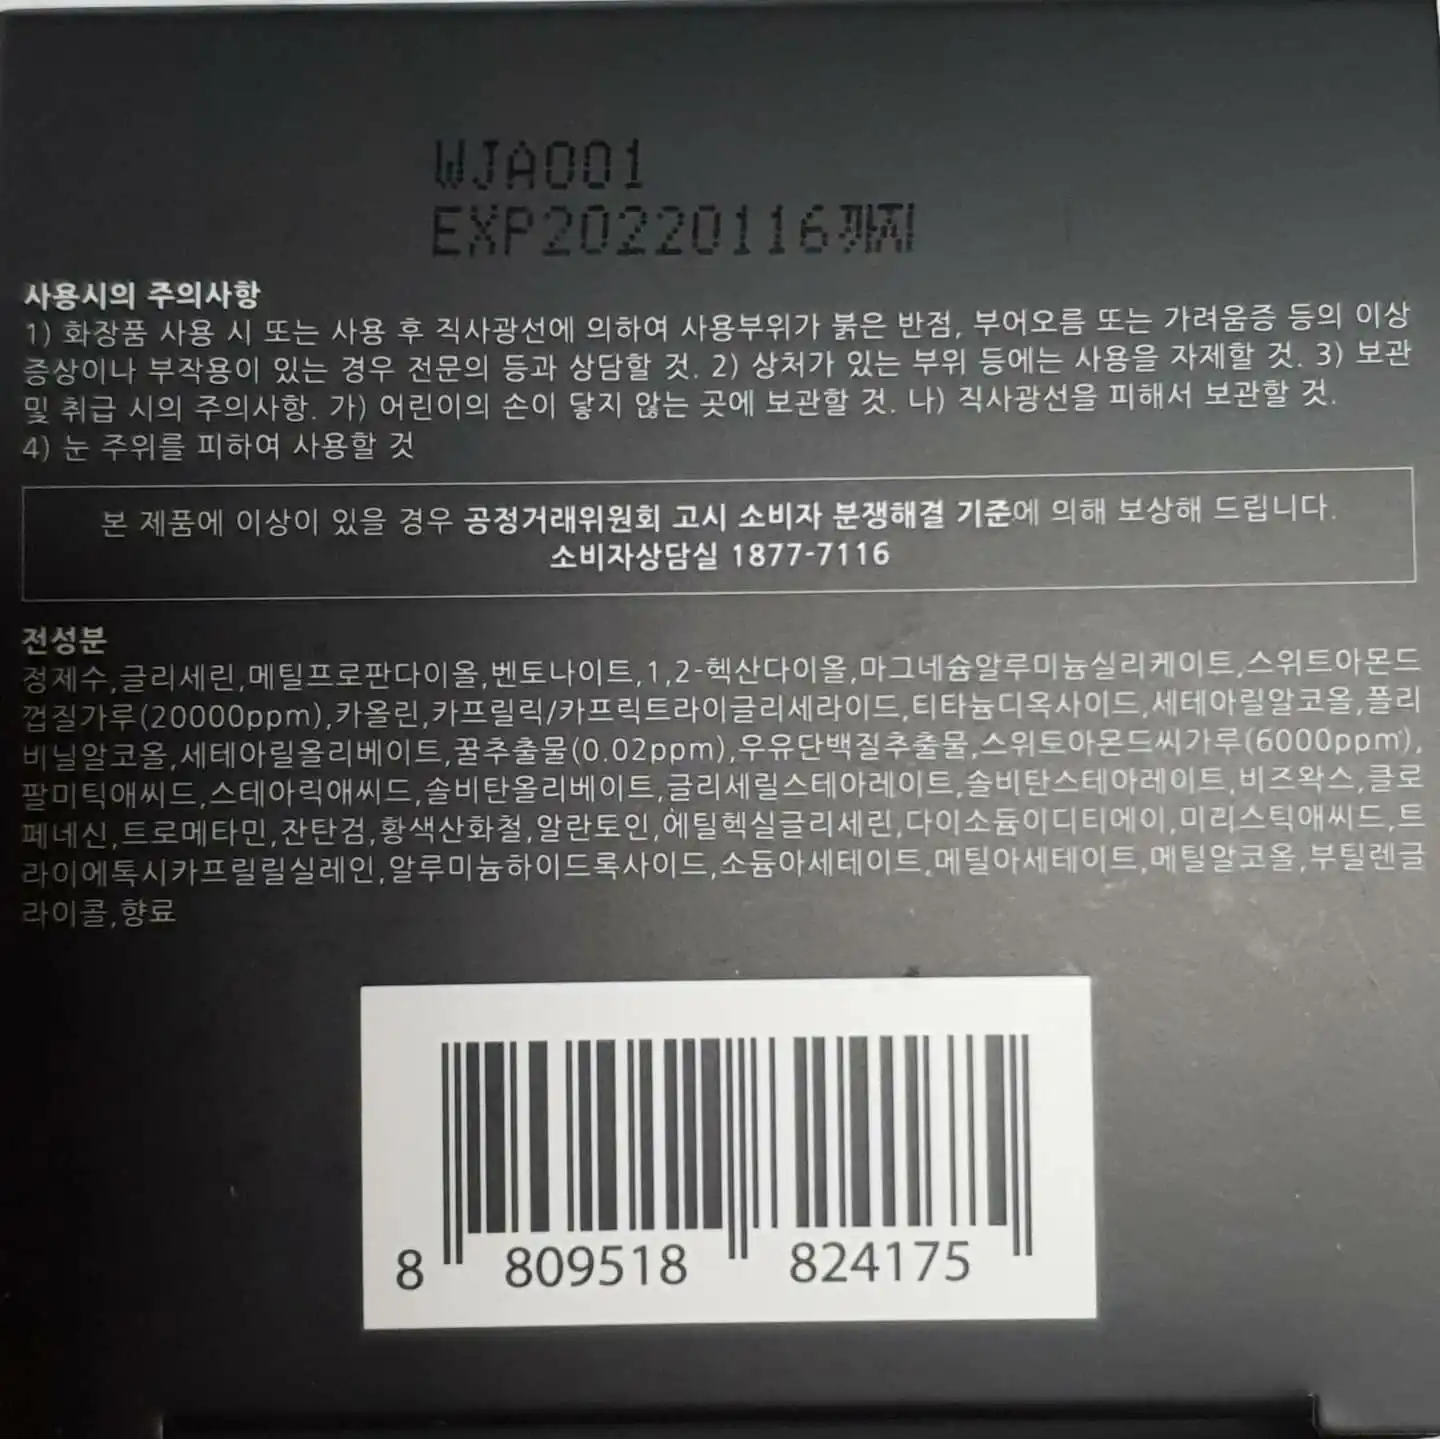 WJA001
EXP20220116까지
사용시의 주의사항
1) 화장품 사용 시 또는 사용 후 직사광선에 의하여 사용부위가 붉은 반점, 부어오름 또는 가려움증 등의 이상
증상이나 부작용이 있는 경우 전문의 등과 상담할 것. 2) 상처가 있는 부위 등에는 사용을 자제할 것. 3) 보관
및 취급 시의 주의사항. 가) 어린이의 손이 닿지 않는 곳에 보관할 것. 나) 직사광선을 피해서 보관할 것.
4) 눈 주위를 피하여 사용할 것
본 제품에 이상이 있을 경우 공정거래위원회 고시 소비자 분쟁해결 기준에 의해 보상해 드립니다.
소비자상담실 1877-7116
전성분
정제수,글리세린,메틸프로판다이올,벤토나이트,1,2-헥산다이올,마그네슘알루미늄실리케이트,스위트아몬드
껍질가루(20000ppm),카올린,카프릴릭/카프릭트라이글리세라이드,티타늄디옥사이드,세테아릴알코올,폴리
비닐알코올,세테아릴올리베이트,꿀추출물(0.02ppm),우유단백질추출물,스위토아몬드씨가루(6000ppm),
팔미틱애씨드,스테아릭애씨드,솔비탄올리베이트,글리세릴스테아레이트,솔비탄스테아레이트,비즈왁스,클로
페네신,트로메타민,잔탄검,황색산화철,알란토인,에틸헥실글리세린,다이소듐이디티에이,미리스틱애씨드,트
라이에톡시카프릴릴실레인,알루미늄하이드록사이드,소듐아세테이트,메틸아세테이트,메틸알코올,부틸렌글
라이콜,향료
8 809518 824175